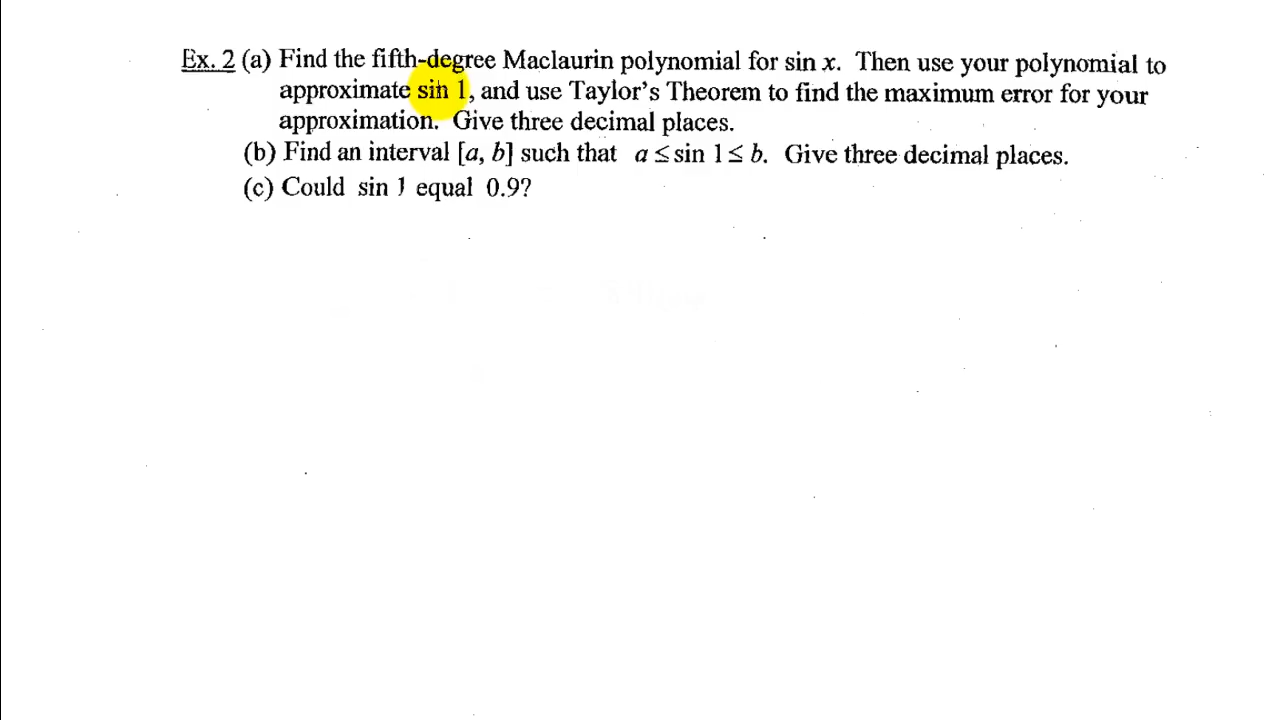 Ex. 2 (a) Find the fifth-degree Maclaurin polynomial for sin x. Then use your polynomial to
approximate sin 1, and use Taylor's Theorem to find the maximum error for your
approximation. Give three decimal places.
(b) Find an interval [a, b] such that a ≤ sin 1 ≤ b. Give three decimal places.
(c) Could sin 1 equal 0.9?